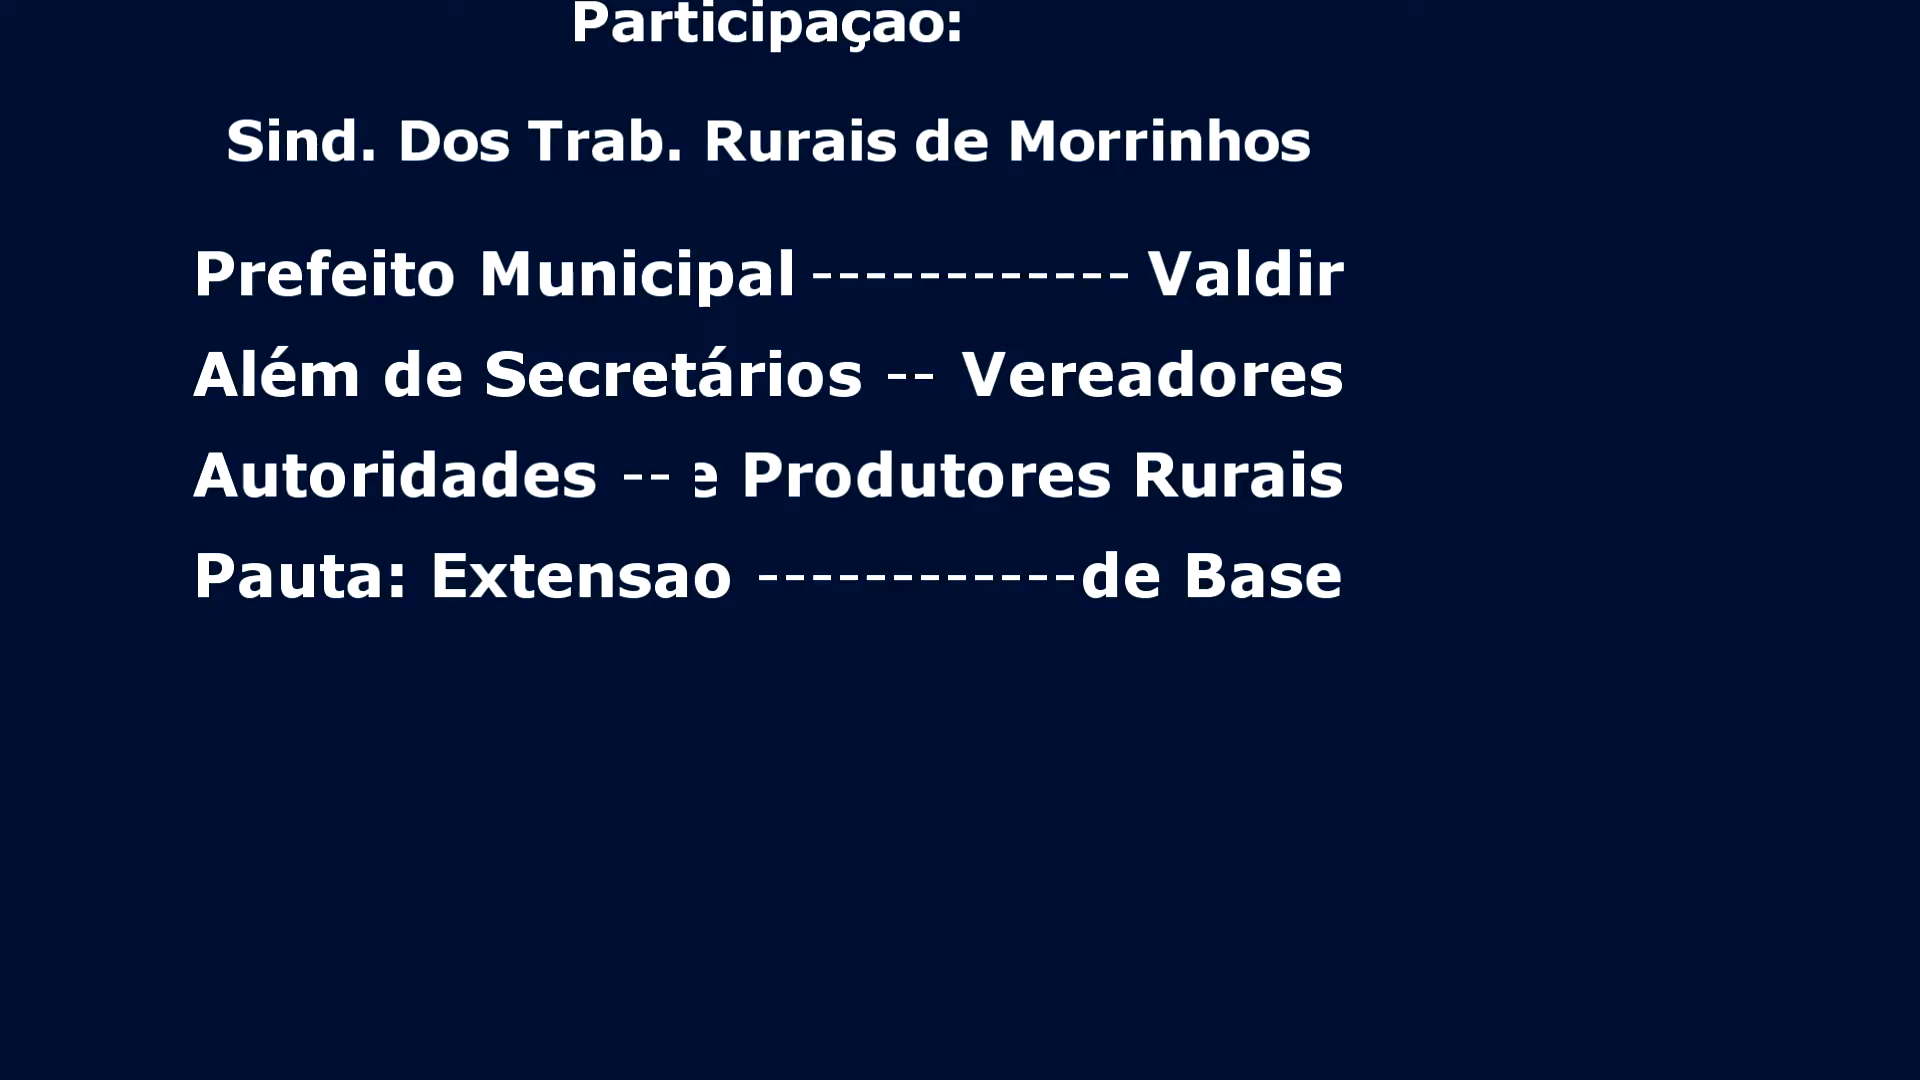 Participaçao:
Sind. Dos Trab. Rurais de Morrinhos
Prefeito Municipal ------------ Valdir
Além de Secretários -- Vereadores
Autoridades -- e Produtores Rurais
Pauta: Extensao ------------de Base